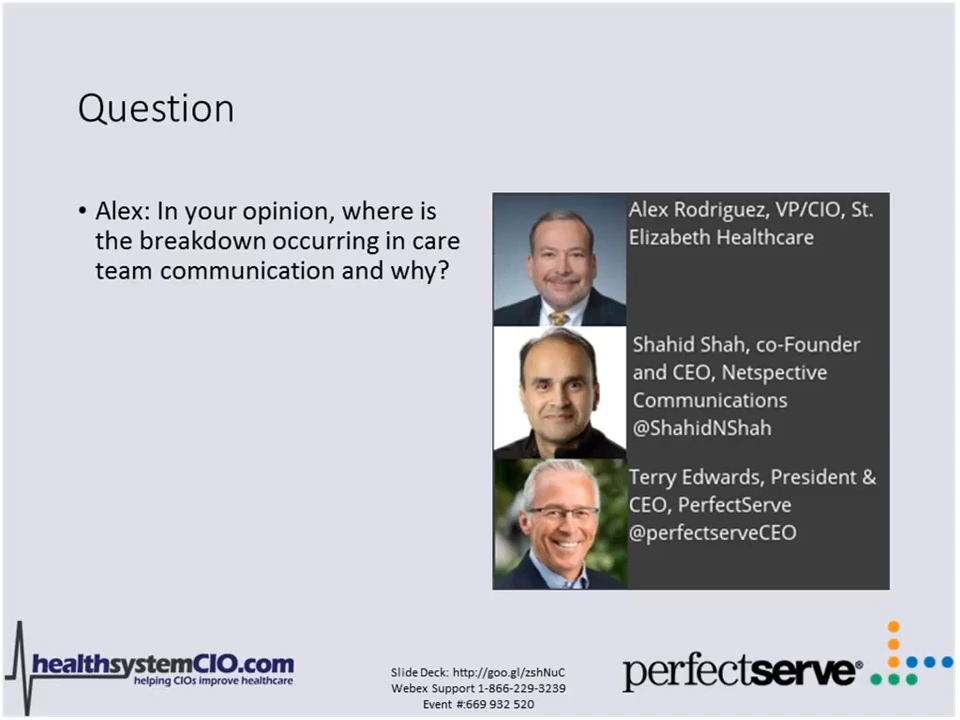 Question
• Alex: In your opinion, where is
the breakdown occurring in care
team communication and why?
Alex Rodriguez, VP/CIO, St.
Elizabeth Healthcare
Shahid Shah, co-Founder
and CEO, Netspective
Communications
@ShahidNShah
Terry Edwards, President &
CEO, PerfectServe
@perfectserveCEO
healthsystemCIO.com
helping CIOs improve healthcare
Slide Deck: http://goo.gl/zshNuC
Webex Support 1-866-229-3239
Event #:669 932 520
perfectserve®